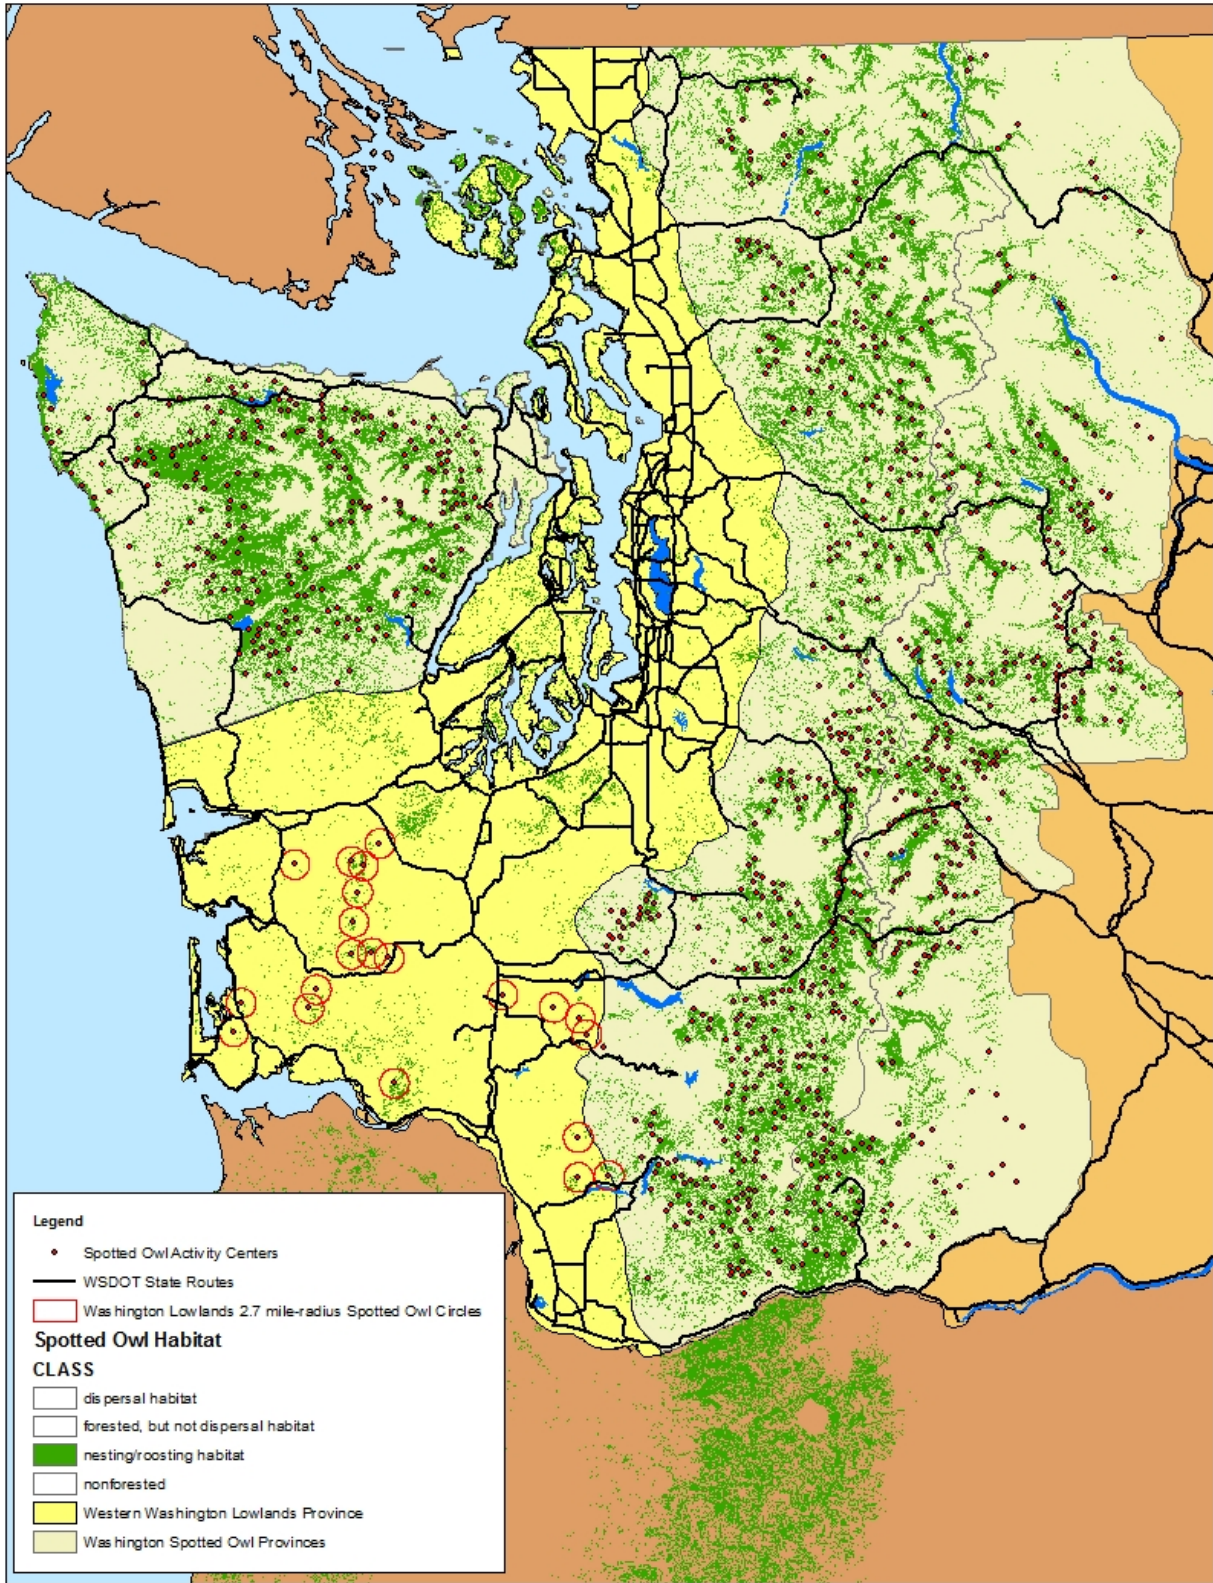 Legend
Spotted Owl Activity Centers
WSDOT State Routes
Washington Lowlands 2.7 mile-radius Spotted Owl Circles
Spotted Owl Habitat
CLASS
dispersal habitat
forested, but not dispersal habitat
nesting/roosting habitat
nonforested
Western Washington Lowlands Province
Washington Spotted Owl Provinces